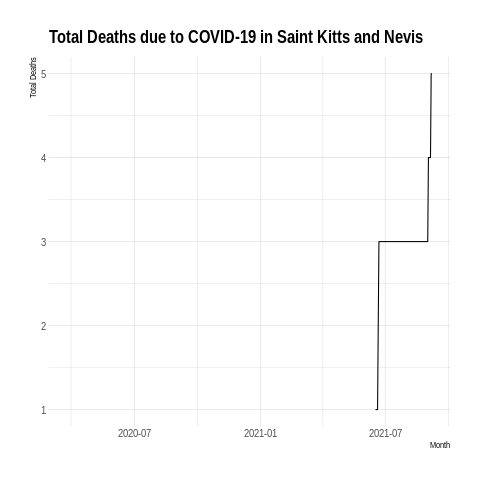 Total Deaths due to COVID-19 in Saint Kitts and Nevis
Total Deaths
5
4
3
2
1
2020-07 2021-01 2021-07
Month